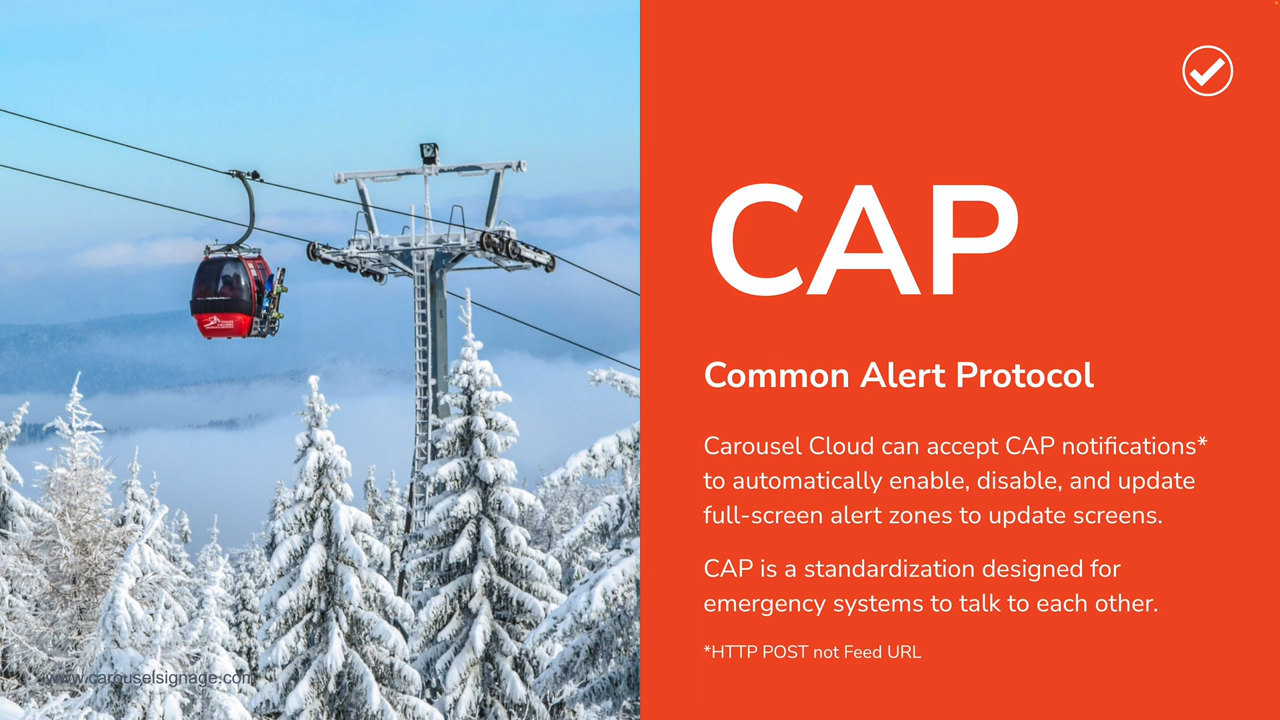 CAP
Common Alert Protocol
Carousel Cloud can accept CAP notifications*
to automatically enable, disable, and update
full-screen alert zones to update screens.
CAP is a standardization designed for
emergency systems to talk to each other.
*HTTP POST not Feed URL
www.carouselsignage.com